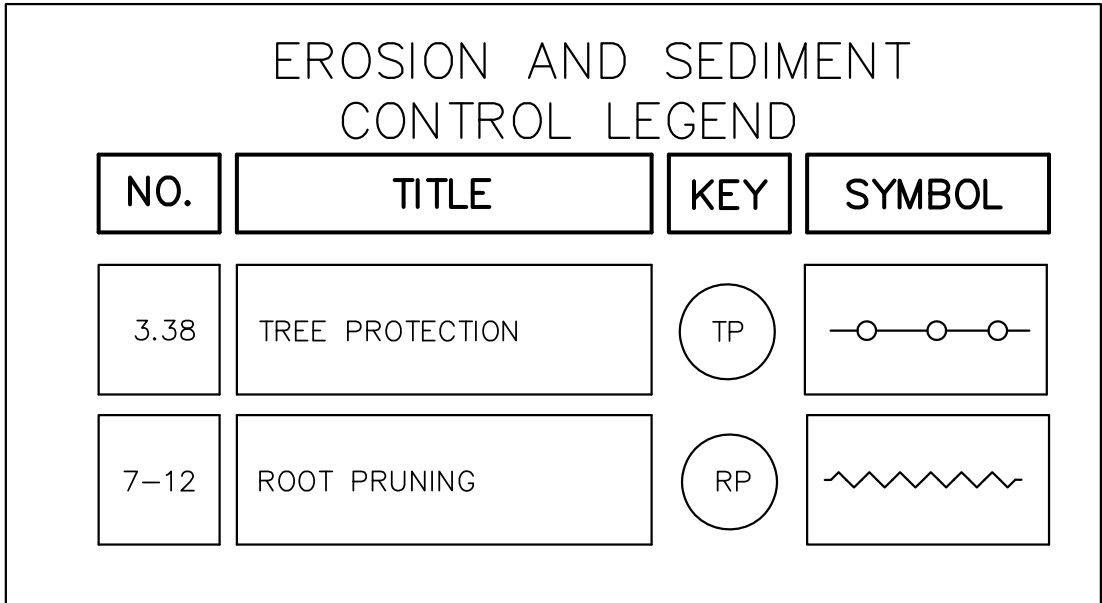 EROSION AND SEDIMENT
CONTROL LEGEND
NO. TITLE KEY SYMBOL
3.38 TREE PROTECTION TP
7-12 ROOT PRUNING RP